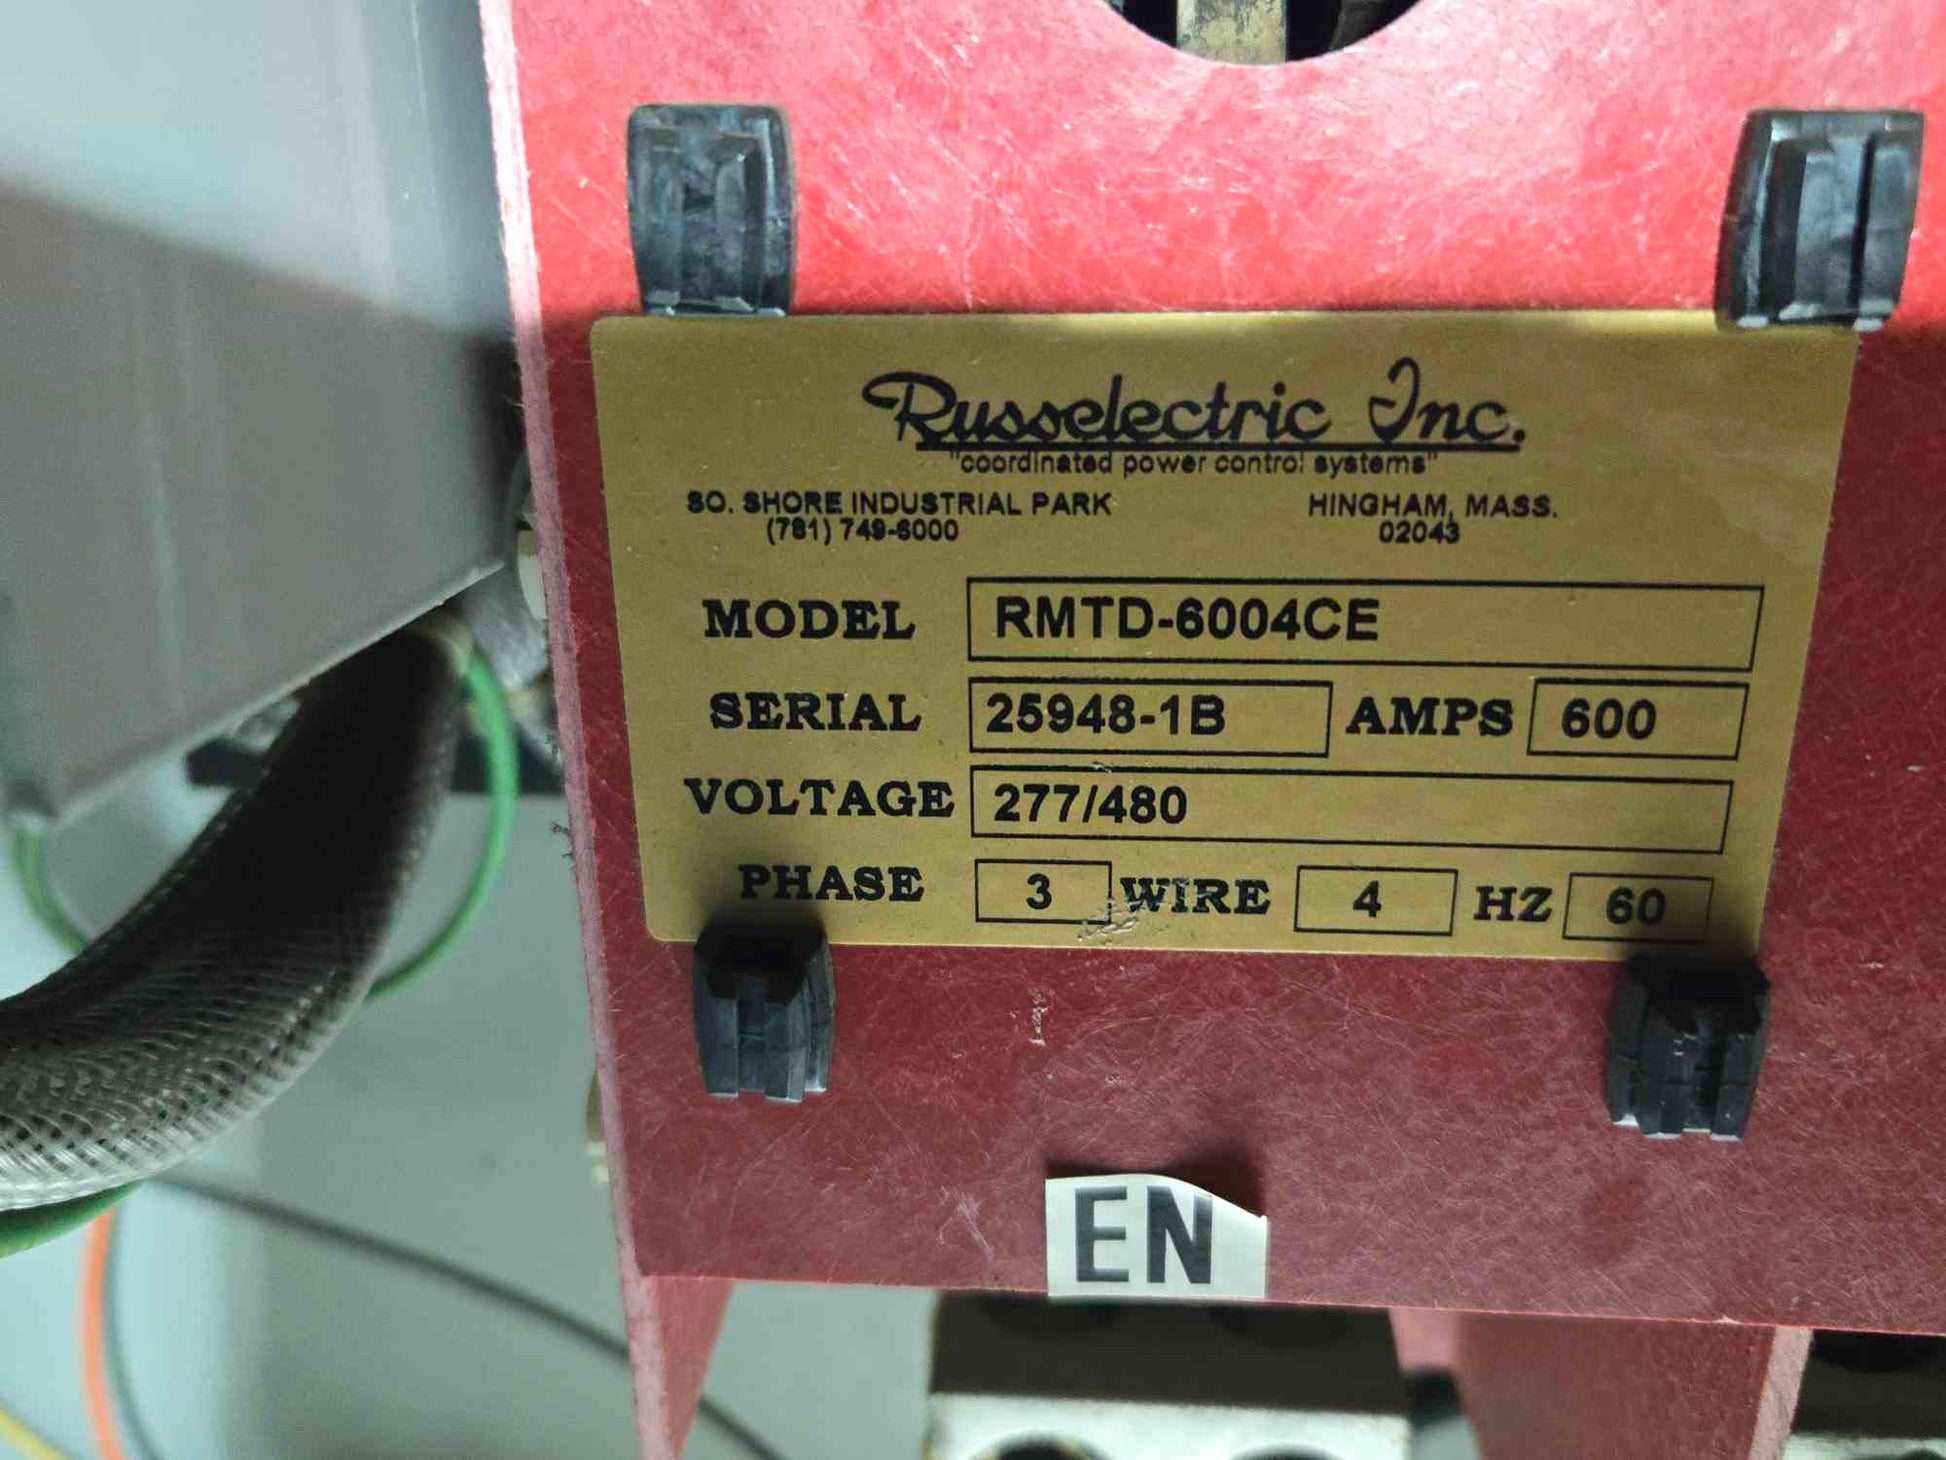 Russelectric Inc.
"coordinated power control systems"
SO. SHORE INDUSTRIAL PARK HINGHAM, MASS.
(781) 749-6000 02043
MODEL RMTD-6004CE
SERIAL 25948-1B AMPS 600
VOLTAGE 277/480
PHASE 3 WIRE 4 HZ 60
EN